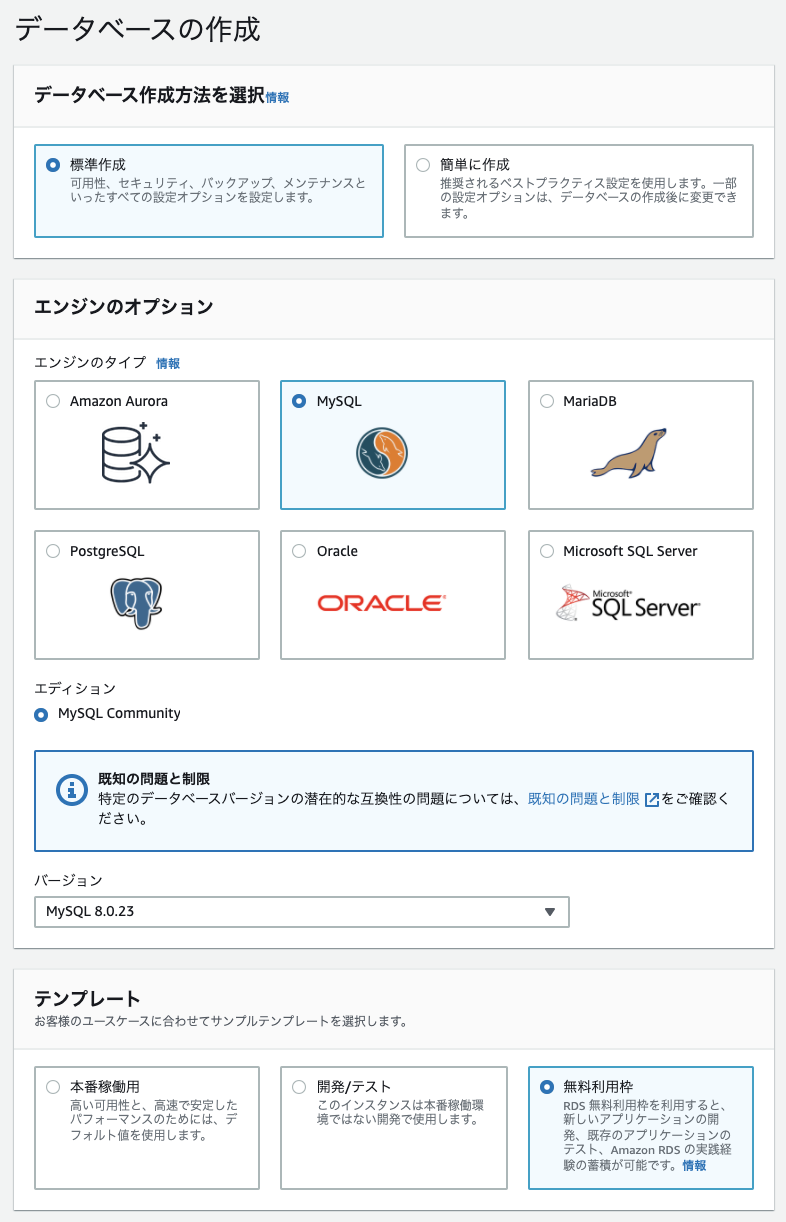 データベースの作成
データベース作成方法を選択 情報
標準作成
可用性、セキュリティ、バックアップ、メンテナンスと
いったすべての設定オプションを設定します。
簡単に作成
推奨されるベストプラクティス設定を使用します。一部
の設定オプションは、データベースの作成後に変更でき
ます。
エンジンのオプション
エンジンのタイプ 情報
Amazon Aurora
MySQL
MariaDB
PostgreSQL
Oracle
ORACLE®
Microsoft SQL Server
Microsoft®
SQL Server®
エディション
MySQL Community
既知の問題と制限
特定のデータベースバージョンの潜在的な互換性の問題については、既知の問題と制限 をご確認く
ださい。
バージョン
MySQL 8.0.23
テンプレート
お客様のユースケースに合わせてサンプルテンプレートを選択します。
本番稼働用
高い可用性と、高速で安定した
パフォーマンスのためには、デ
フォルト値を使用します。
開発/テスト
このインスタンスは本番稼働環
境ではない開発で使用します。
無料利用枠
RDS 無料利用枠を利用すると、
新しいアプリケーションの開
発、既存のアプリケーションの
テスト、Amazon RDS の実践経
験の蓄積が可能です。 情報